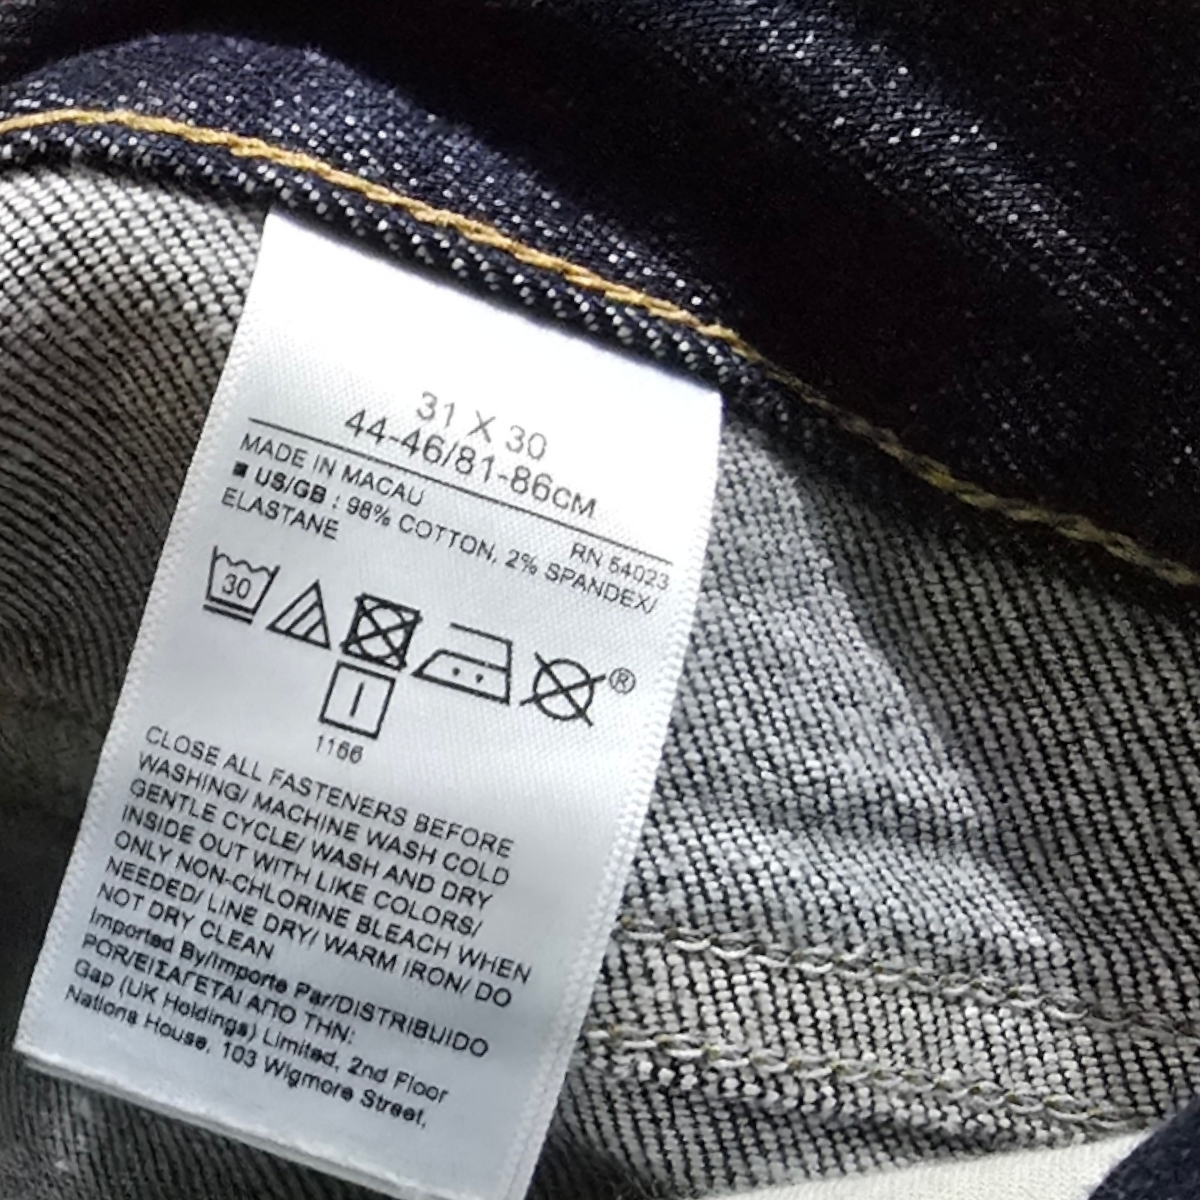 31 X 30
44-46/81-86CM
MADE IN MACAU
RN 54023
■ US/GB : 98% COTTON, 2% SPANDEX/
ELASTANE
30
®
1166
CLOSE ALL FASTENERS BEFORE
WASHING/ MACHINE WASH COLD
GENTLE CYCLE/ WASH AND DRY
INSIDE OUT WITH LIKE COLORS/
ONLY NON-CHLORINE BLEACH WHEN
NEEDED/ LINE DRY/ WARM IRON/ DO
NOT DRY CLEAN
Imported By/Importe Par/DISTRIBUIDO
POR/ΕΙΣΑΓΕΤΑΙ ΑΠΟ ΤΗΝ:
Gap (UK Holdings) Limited, 2nd Floor
Nations House, 103 Wigmore Street,